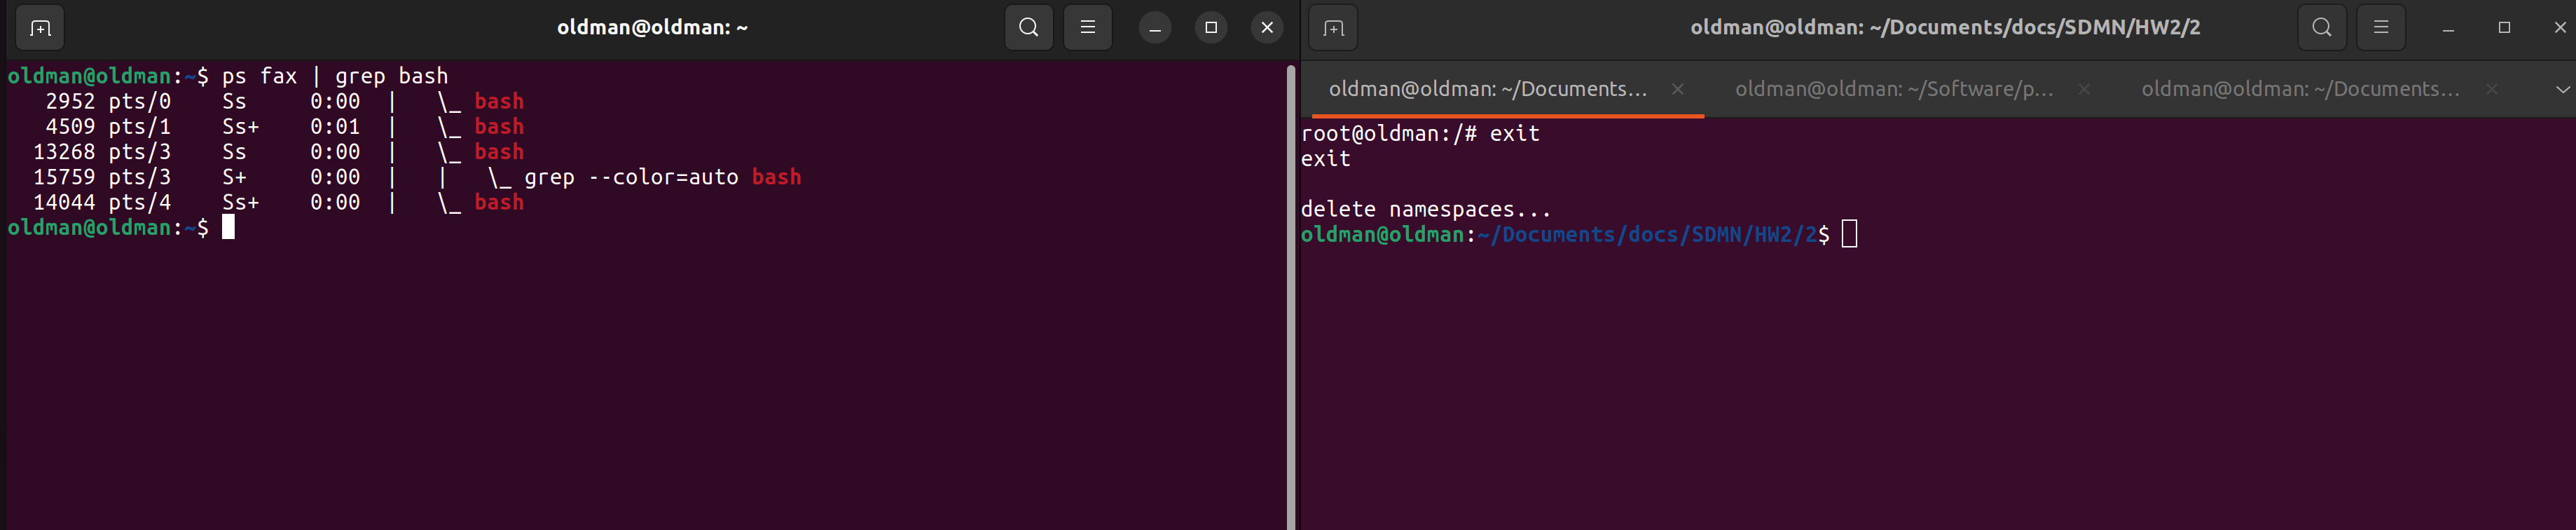 oldman@oldman: ~
oldman@oldman:~$ ps fax | grep bash
   2952 pts/0    Ss     0:00  |   \_ bash
   4509 pts/1    Ss+    0:01  |   \_ bash
  13268 pts/3    Ss     0:00  |   \_ bash
  15759 pts/3    S+     0:00  |   |   \_ grep --color=auto bash
  14044 pts/4    Ss+    0:00  |   \_ bash
oldman@oldman:~$
oldman@oldman: ~/Documents/docs/SDMN/HW2/2
oldman@oldman: ~/Documents...
oldman@oldman: ~/Software/p...
oldman@oldman: ~/Documents...
root@oldman:/# exit
exit
delete namespaces...
oldman@oldman:~/Documents/docs/SDMN/HW2/2$